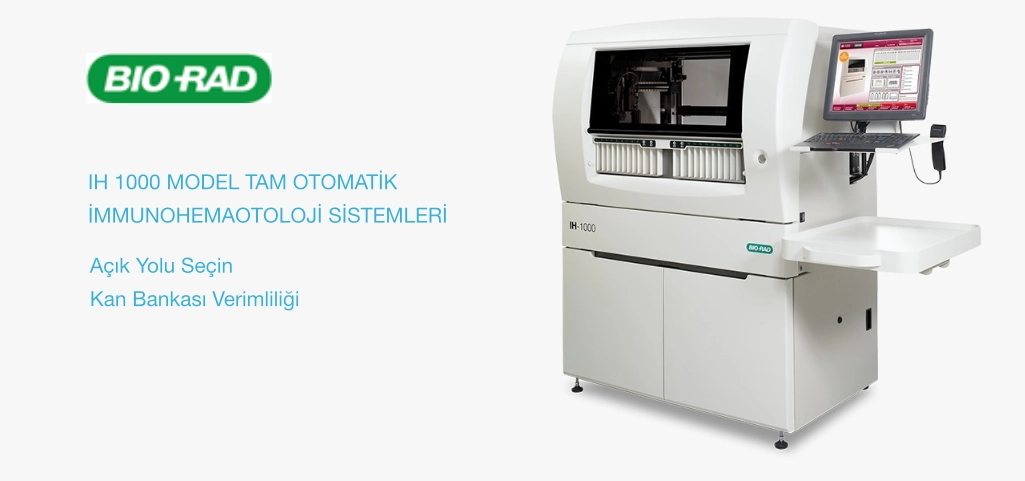 BIO-RAD
IH 1000 MODEL TAM OTOMATİK
İMMUNOHEMAOTOLOJİ SİSTEMLERİ
Açık Yolu Seçin
Kan Bankası Verimliliği
IH-1000
BIO-RAD